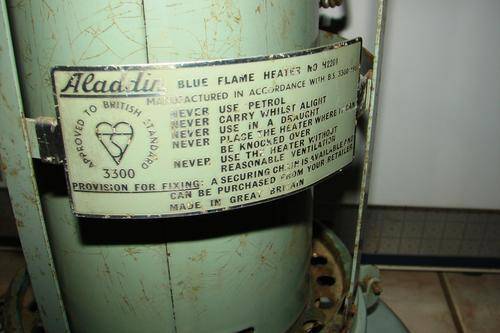 Aladdin BLUE FLAME HEATER NO
MANUFACTURED IN ACCORDANCE WITH B.S. 3300
APPROVED TO BRITISH STANDARD
3300
NEVER USE PETROL
NEVER CARRY WHILST ALIGHT
NEVER USE IN A DRAUGHT
NEVER PLACE THE HEATER WHERE IT CAN
BE KNOCKED OVER
NEVER USE THE HEATER WITHOUT
REASONABLE VENTILATION
PROVISION FOR FIXING: A SECURING CHAIN IS AVAILABLE
CAN BE PURCHASED FROM YOUR RETAILER
MADE IN GREAT BRITAIN